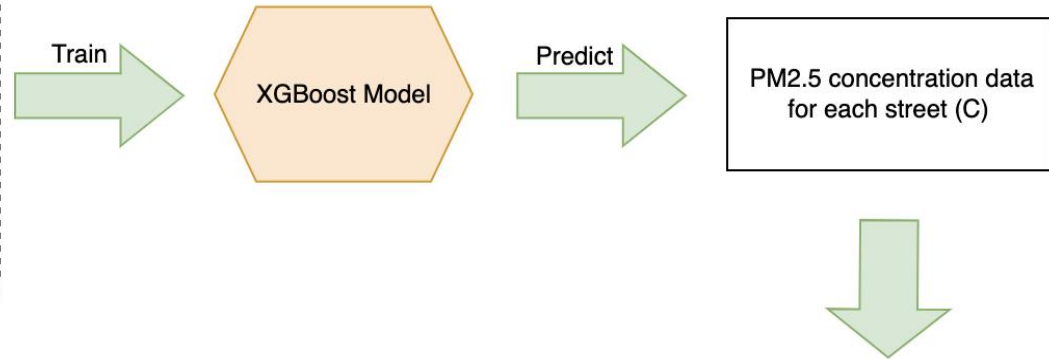 Train
XGBoost Model
Predict
PM2.5 concentration data
for each street (C)